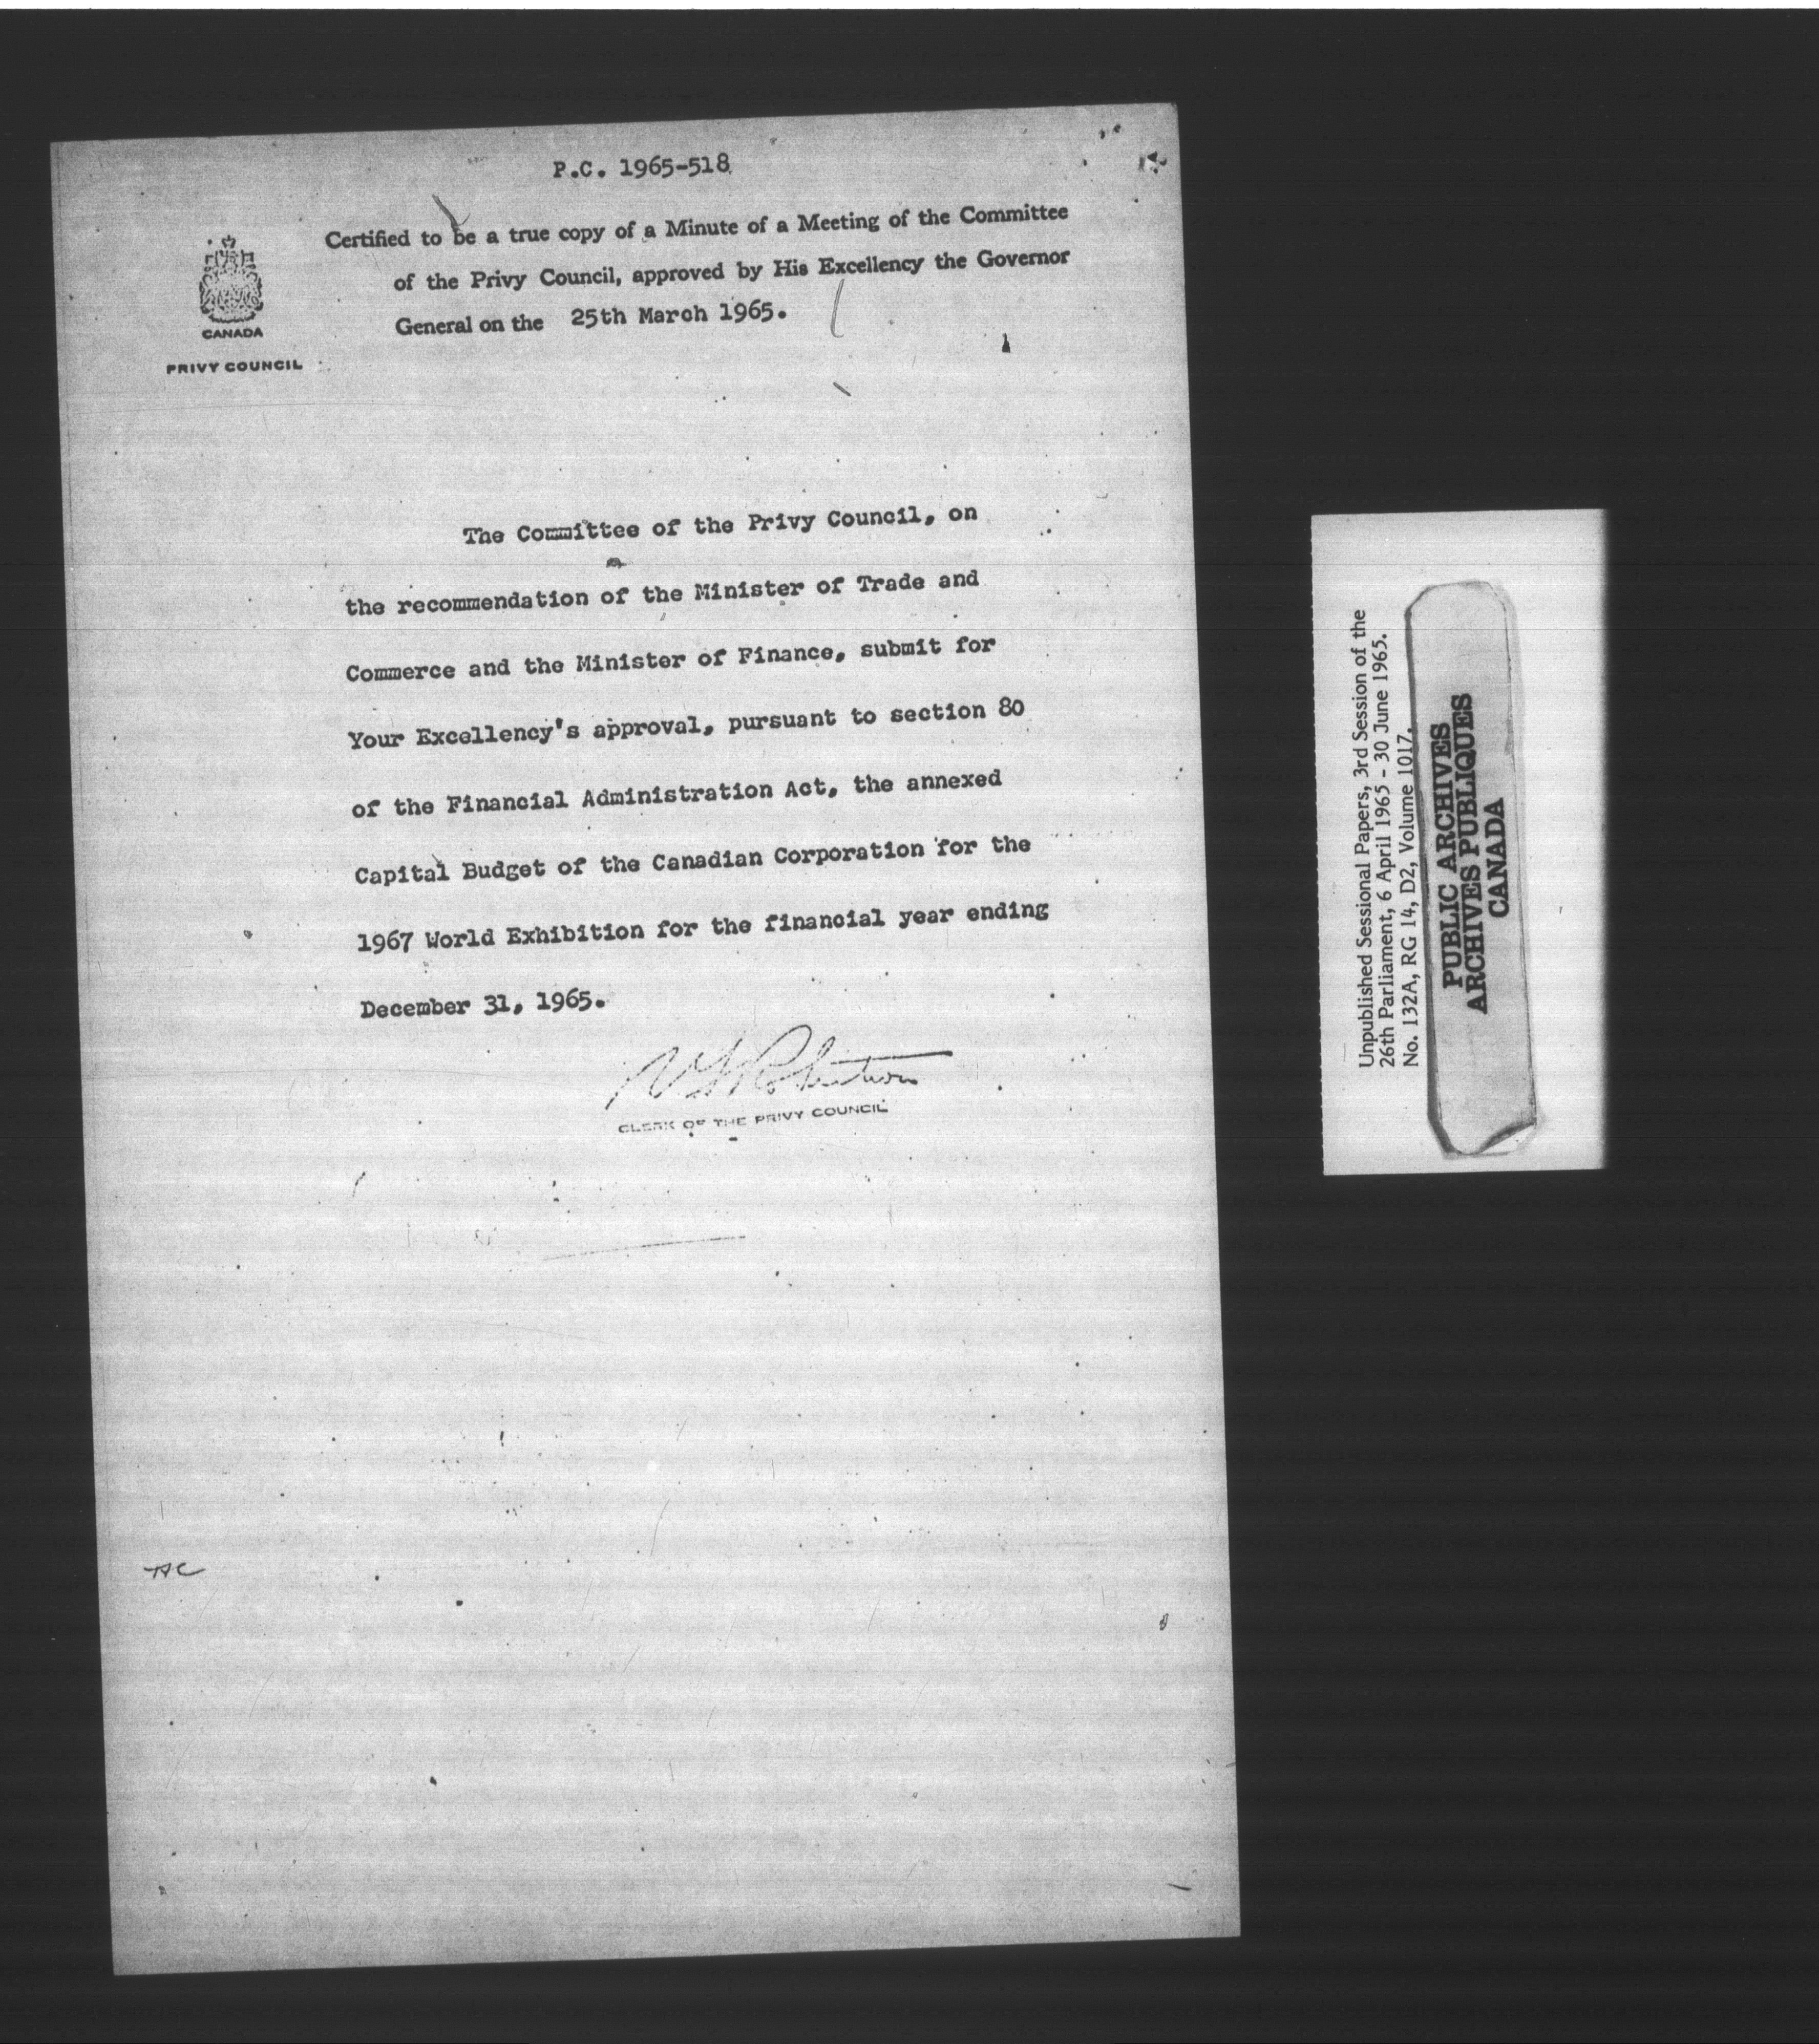 P.C. 1965-518
Certified to be a true copy of a Minute of a Meeting of the Committee
of the Privy Council, approved by His Excellency the Governor
General on the 25th March 1965.
CANADA
PRIVY COUNCIL
The Committee of the Privy Council, on
the recommendation of the Minister of Trade and
Commerce and the Minister of Finance, submit for
Your Excellency's approval, pursuant to section 80
of the Financial Administration Act, the annexed
Capital Budget of the Canadian Corporation for the
1967 World Exhibition for the financial year ending
December 31, 1965.
CLERK OF THE PRIVY COUNCIL
Unpublished Sessional Papers, 3rd Session of the
26th Parliament, 6 April 1965 - 30 June 1965.
No. 132A, RG 14, D2, Volume 1017.
PUBLIC ARCHIVES
ARCHIVES PUBLIQUES
CANADA